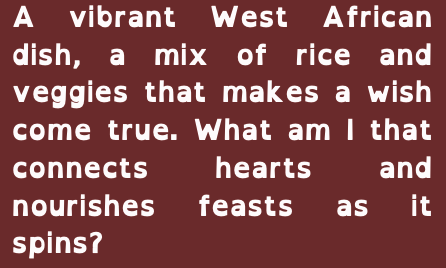 A vibrant West African
dish, a mix of rice and
veggies that makes a wish
come true. What am I that
connects hearts and
nourishes feasts as it
spins?